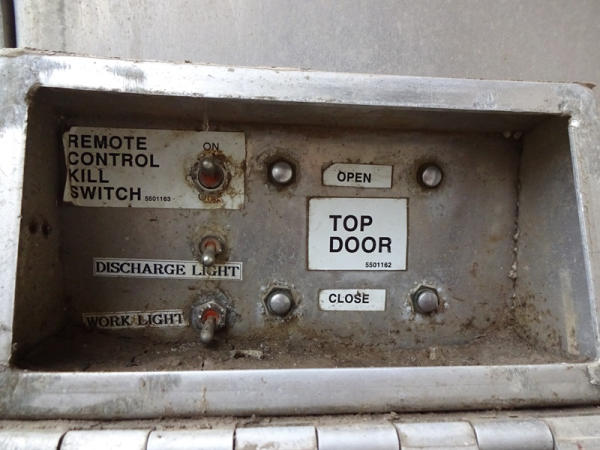 REMOTE
CONTROL
KILL
SWITCH 5501163
ON
OPEN
TOP
DOOR
5501162
DISCHARGE LIGHT
CLOSE
WORK LIGHT